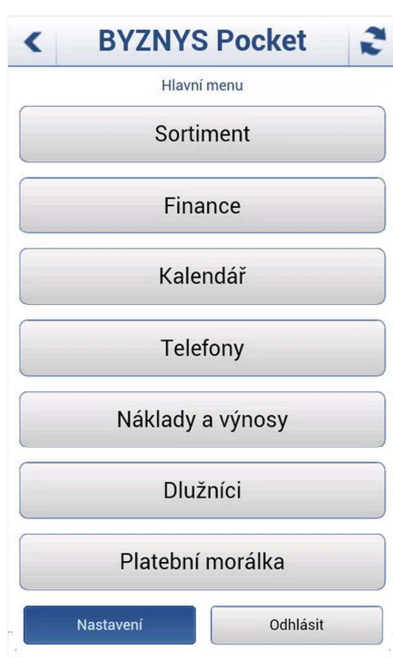 BYZNYS Pocket
Hlavní menu
Sortiment
Finance
Kalendář
Telefony
Náklady a výnosy
Dlužníci
Platební morálka
Nastavení
Odhlásit